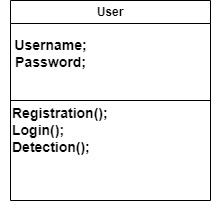 User
Username;
Password;
Registration();
Login();
Detection();